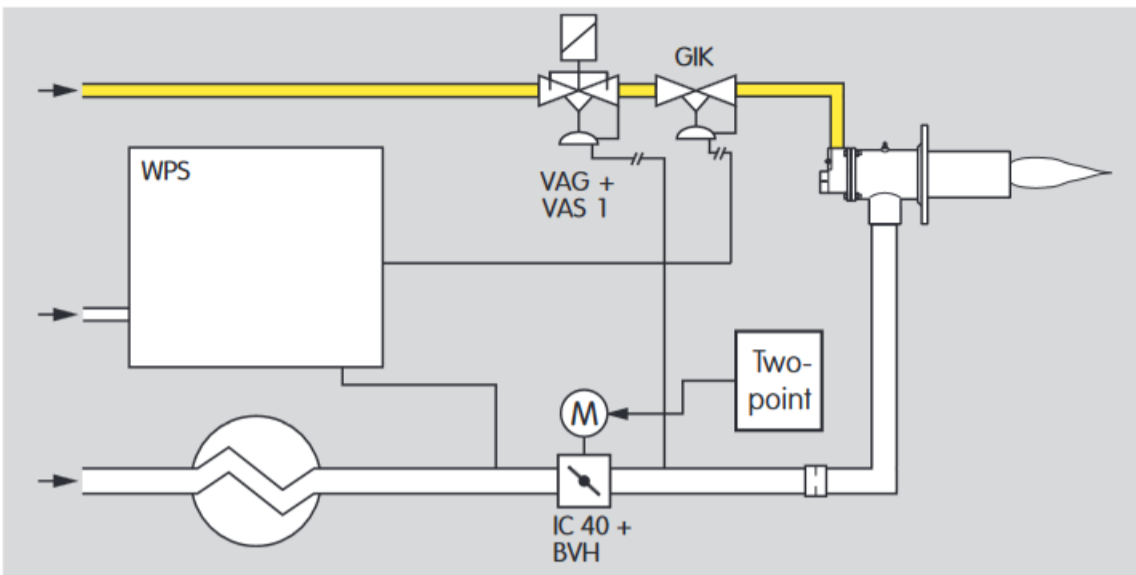 GIK
WPS
VAG +
VAS 1
Two-
point
M
IC 40 +
BVH